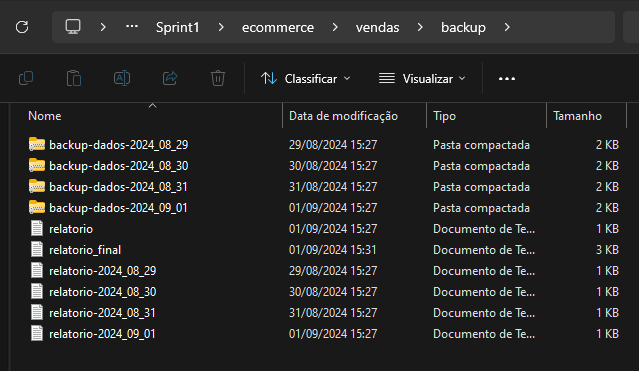 ··· Sprint1 > ecommerce > vendas > backup >
Classificar Visualizar ···
Nome Data de modificação Tipo Tamanho
backup-dados-2024_08_29 29/08/2024 15:27 Pasta compactada 2 KB
backup-dados-2024_08_30 30/08/2024 15:27 Pasta compactada 2 KB
backup-dados-2024_08_31 31/08/2024 15:27 Pasta compactada 2 KB
backup-dados-2024_09_01 01/09/2024 15:27 Pasta compactada 2 KB
relatorio 01/09/2024 15:27 Documento de Te... 1 KB
relatorio_final 01/09/2024 15:31 Documento de Te... 3 KB
relatorio-2024_08_29 29/08/2024 15:27 Documento de Te... 1 KB
relatorio-2024_08_30 30/08/2024 15:27 Documento de Te... 1 KB
relatorio-2024_08_31 31/08/2024 15:27 Documento de Te... 1 KB
relatorio-2024_09_01 01/09/2024 15:27 Documento de Te... 1 KB